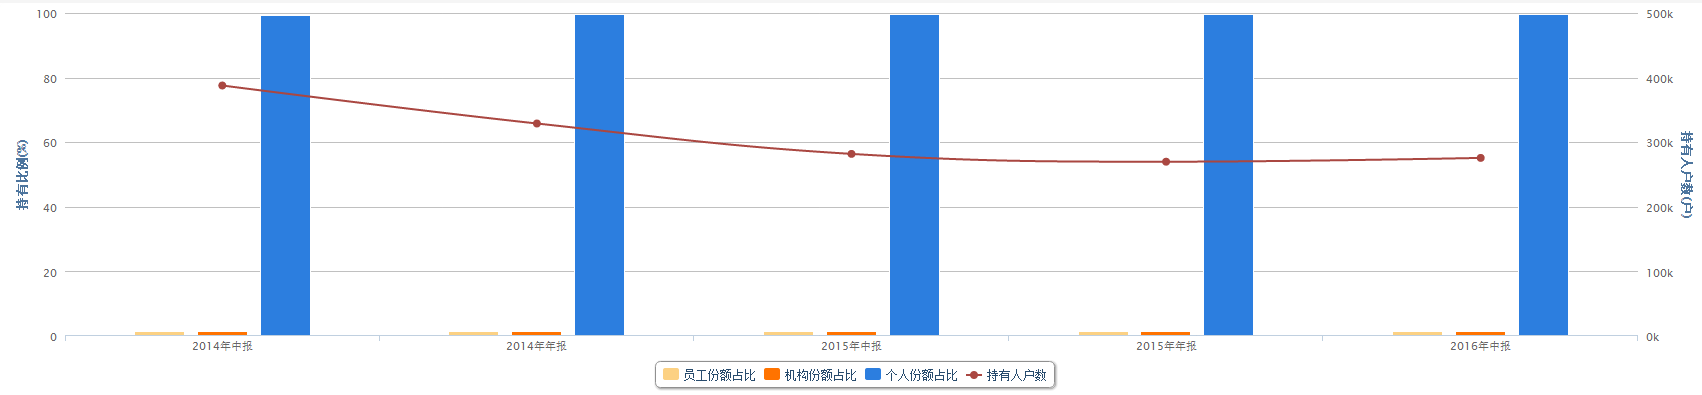 100
80
60
40
20
0
持有比例(%)
500k
400k
300k
200k
100k
0k
持有人户数(户)
2014年中报
2014年年报
2015年中报
2015年年报
2016年中报
员工份额占比 机构份额占比 个人份额占比 持有人户数